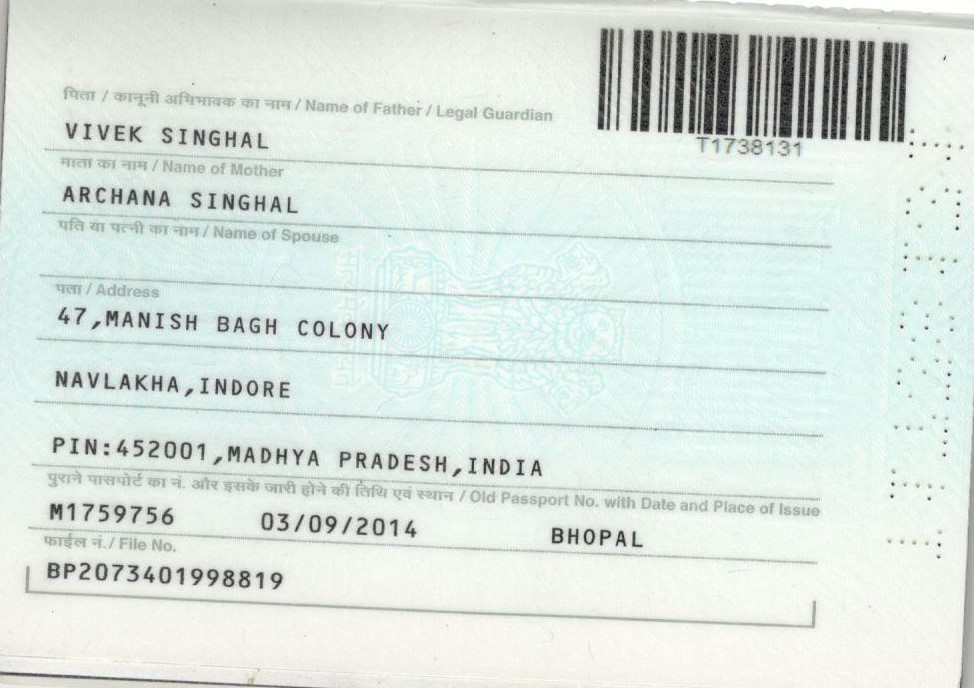 T1738131
पिता / कानूनी अभिभावक का नाम / Name of Father / Legal Guardian
VIVEK SINGHAL
माता का नाम / Name of Mother
ARCHANA SINGHAL
पति या पत्नी का नाम / Name of Spouse
पता / Address
47,MANISH BAGH COLONY
NAVLAKHA,INDORE
PIN:452001,MADHYA PRADESH,INDIA
पुराने पासपोर्ट का नं. और इसके जारी होने की तिथि एवं स्थान / Old Passport No. with Date and Place of Issue
M1759756 03/09/2014 BHOPAL
फाईल नं./ File No.
BP2073401998819